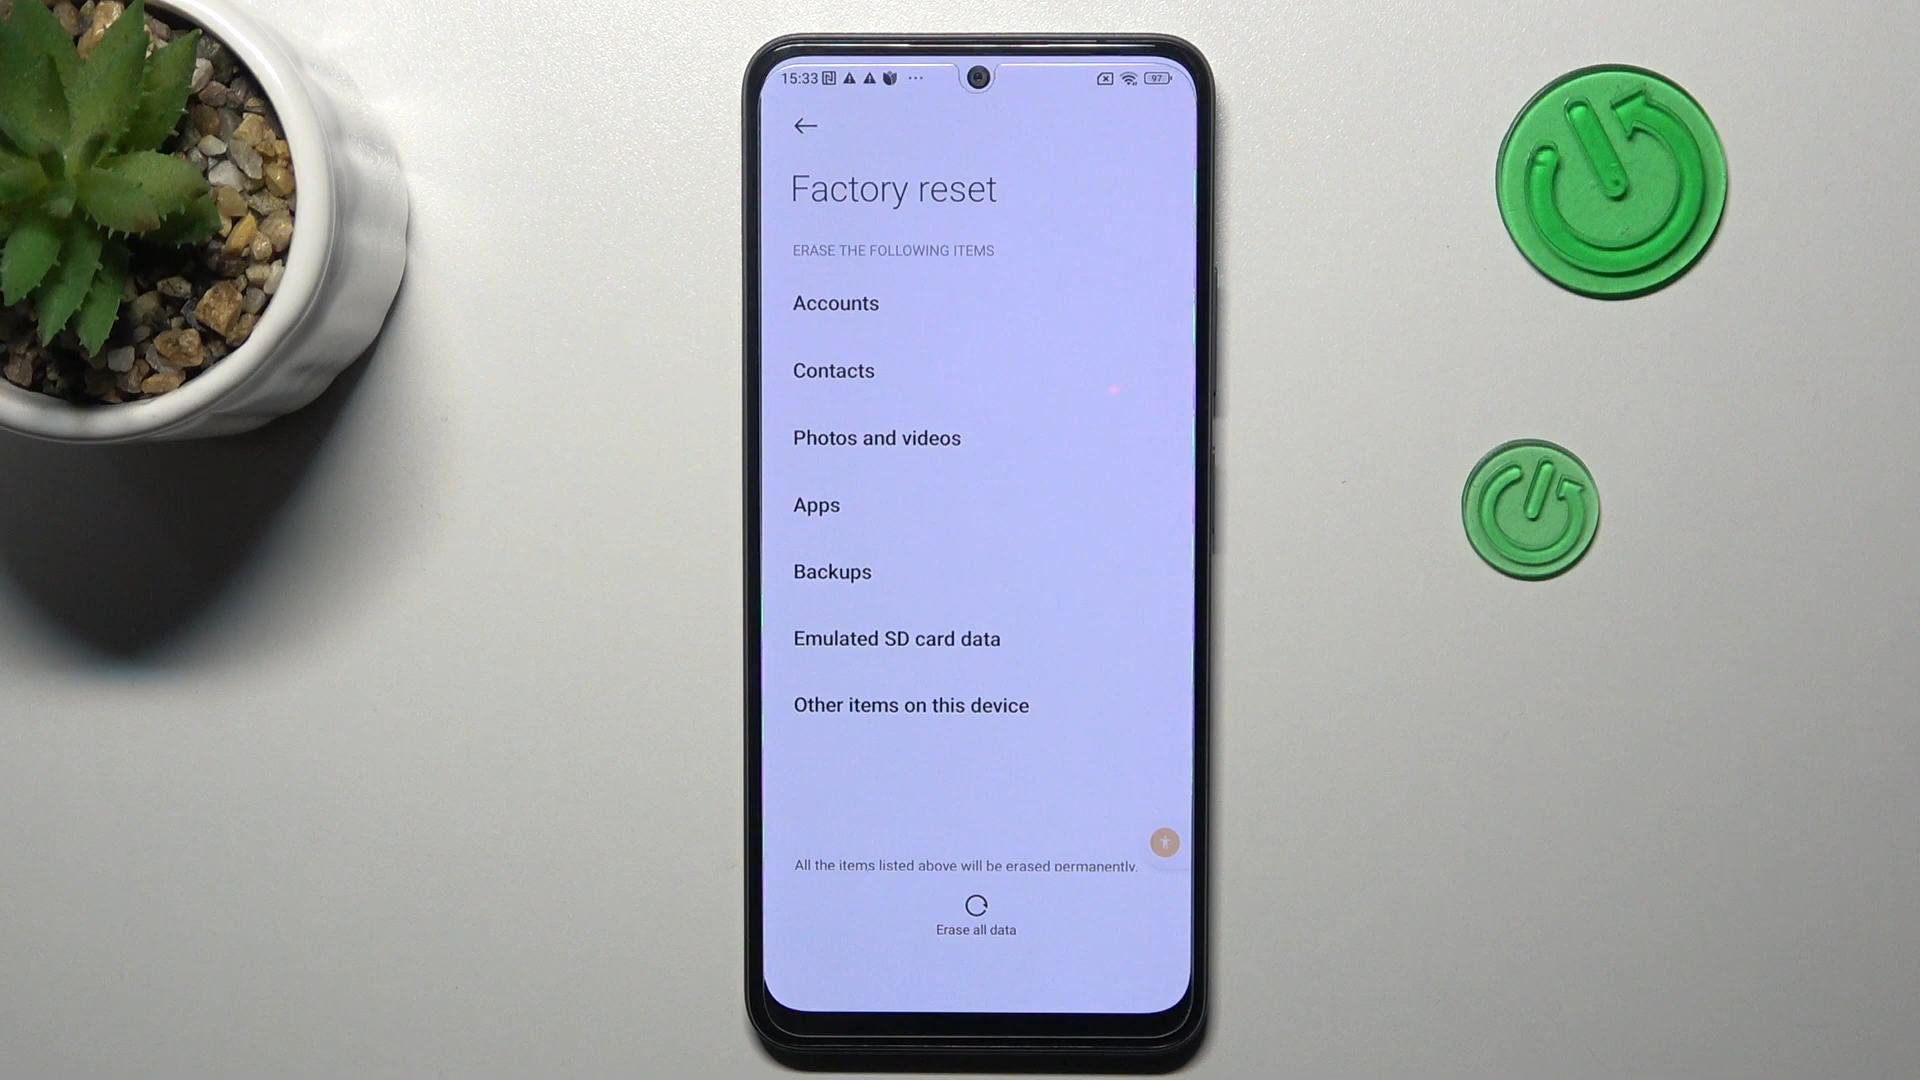 15:33 97
Factory reset
ERASE THE FOLLOWING ITEMS
Accounts
Contacts
Photos and videos
Apps
Backups
Emulated SD card data
Other items on this device
All the items listed above will be erased permanently.
Erase all data